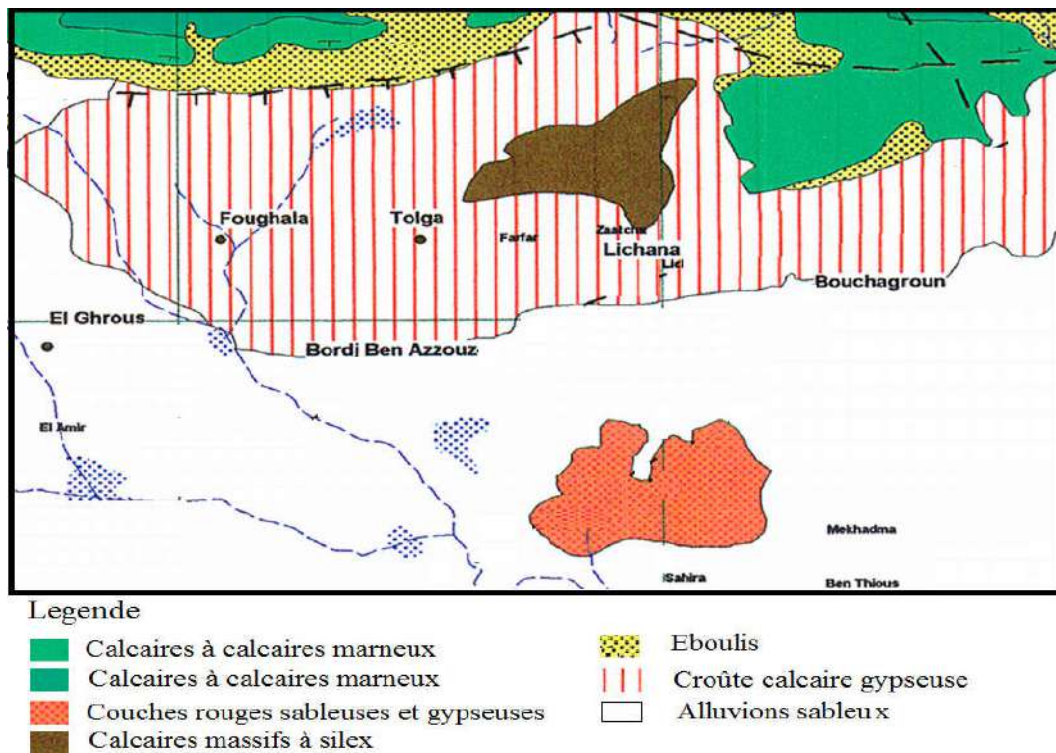 Foughala
Tolga
Farfar
Zaatcha
Lichana
Bouchagroun
El Ghrous
Bordj Ben Azzouz
El Amir
Mekhadma
Sahira
Ben Thious
Legende
Calcaires à calcaires marneux
Calcaires à calcaires marneux
Couches rouges sableuses et gypseuses
Calcaires massifs à silex
Eboulis
Croûte calcaire gypseuse
Alluvions sableux